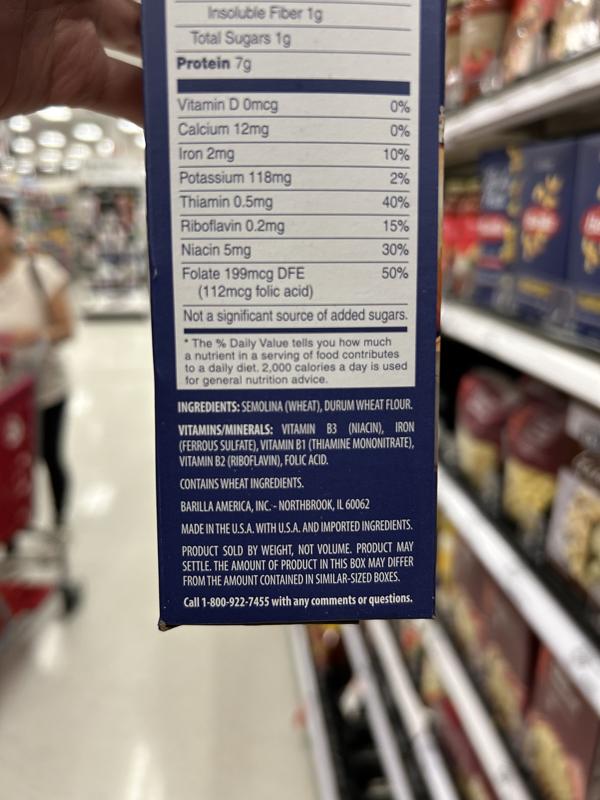 Insoluble Fiber 1g
Total Sugars 1g
Protein 7g
Vitamin D 0mcg 0%
Calcium 12mg 0%
Iron 2mg 10%
Potassium 118mg 2%
Thiamin 0.5mg 40%
Riboflavin 0.2mg 15%
Niacin 5mg 30%
Folate 199mcg DFE 50%
(112mcg folic acid)
Not a significant source of added sugars.
* The % Daily Value tells you how much
a nutrient in a serving of food contributes
to a daily diet. 2,000 calories a day is used
for general nutrition advice.
INGREDIENTS: SEMOLINA (WHEAT), DURUM WHEAT FLOUR.
VITAMINS/MINERALS: VITAMIN B3 (NIACIN), IRON
(FERROUS SULFATE), VITAMIN B1 (THIAMINE MONONITRATE),
VITAMIN B2 (RIBOFLAVIN), FOLIC ACID.
CONTAINS WHEAT INGREDIENTS.
BARILLA AMERICA, INC. - NORTHBROOK, IL 60062
MADE IN THE U.S.A. WITH U.S.A. AND IMPORTED INGREDIENTS.
PRODUCT SOLD BY WEIGHT, NOT VOLUME. PRODUCT MAY
SETTLE. THE AMOUNT OF PRODUCT IN THIS BOX MAY DIFFER
FROM THE AMOUNT CONTAINED IN SIMILAR-SIZED BOXES.
Call 1-800-922-7455 with any comments or questions.